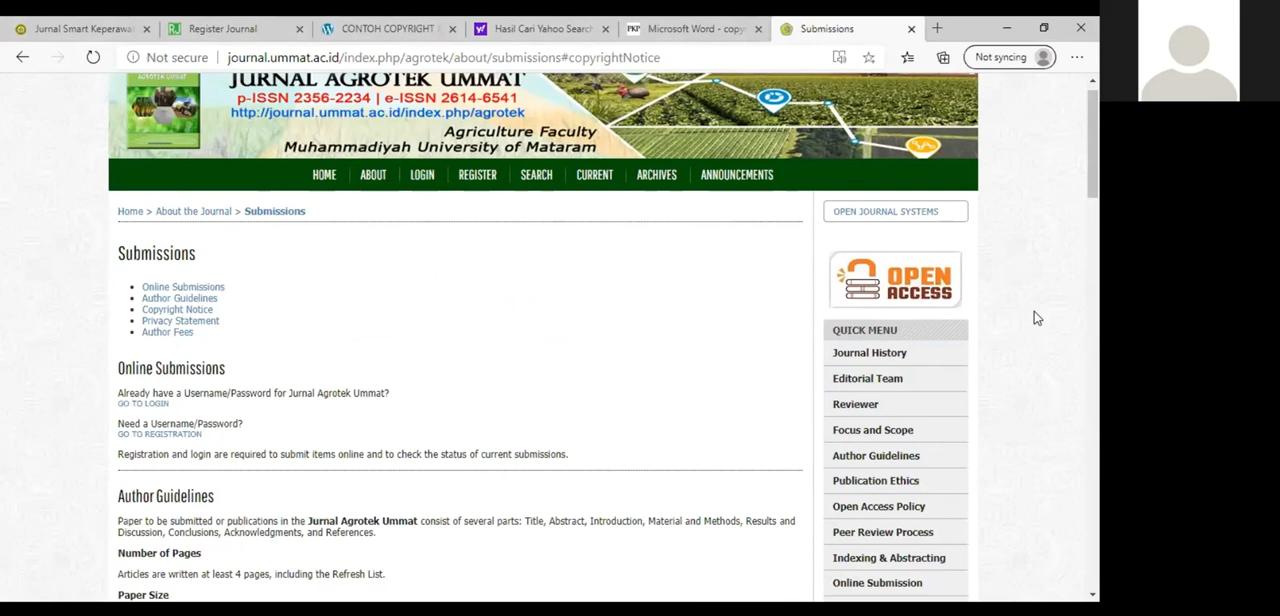 Jurnal Smart Keperawa
Register Journal
CONTOH COPYRIGHT
Hasil Cari Yahoo Search
PKP Microsoft Word - copy
Submissions
Not secure
journal.ummat.ac.id/index.php/agrotek/about/submissions#copyrightNotice
Not syncing
JURNAL AGROTEK UMMAT
p-ISSN 2356-2234 | e-ISSN 2614-6541
http://journal.ummat.ac.id/index.php/agrotek
Agriculture Faculty
Muhammadiyah University of Mataram
HOME ABOUT LOGIN REGISTER SEARCH CURRENT ARCHIVES ANNOUNCEMENTS
Home > About the Journal > Submissions
Submissions
Online Submissions
Author Guidelines
Copyright Notice
Privacy Statement
Author Fees
Online Submissions
Already have a Username/Password for Jurnal Agrotek Ummat?
GO TO LOGIN
Need a Username/Password?
GO TO REGISTRATION
Registration and login are required to submit items online and to check the status of current submissions.
Author Guidelines
Paper to be submitted or publications in the Jurnal Agrotek Ummat consist of several parts: Title, Abstract, Introduction, Material and Methods, Results and
Discussion, Conclusions, Acknowledgments, and References.
Number of Pages
Articles are written at least 4 pages, including the Refresh List.
Paper Size
OPEN JOURNAL SYSTEMS
OPEN
ACCESS
QUICK MENU
Journal History
Editorial Team
Reviewer
Focus and Scope
Author Guidelines
Publication Ethics
Open Access Policy
Peer Review Process
Indexing & Abstracting
Online Submission